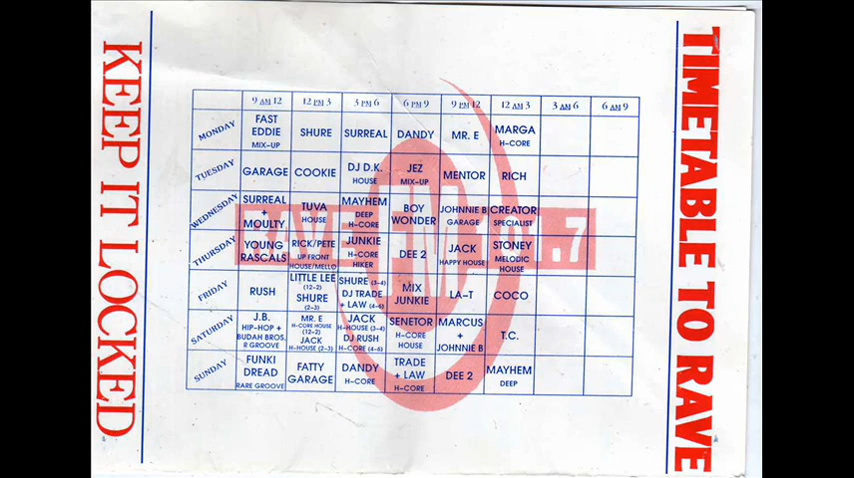 KEEP IT LOCKED
TIMETABLE TO RAVE
9 AM 12
12 PM 3
3 PM 6
6 PM 9
9 PM 12
12 AM 3
3 AM 6
6 AM 9
MONDAY
FAST
EDDIE
MIX-UP
SHURE
SURREAL
DANDY
MR. E
MARGA
H-CORE
TUESDAY
GARAGE
COOKIE
DJ D.K.
HOUSE
JEZ
MIX-UP
MENTOR
RICH
WEDNESDAY
SURREAL
+
MOULTY
TUVA
HOUSE
MAYHEM
DEEP
H-CORE
BOY
WONDER
JOHNNIE B
GARAGE
CREATOR
SPECIALIST
THURSDAY
YOUNG
RASCALS
RICK/PETE
UP FRONT
HOUSE/MELLO
JUNKIE
H-CORE
HIKER
DEE 2
JACK
HAPPY HOUSE
STONEY
MELODIC
HOUSE
FRIDAY
RUSH
LITTLE LEE
(12-2)
SHURE
(2-3)
SHURE (3-4)
DJ TRADE
+ LAW (4-6)
MIX
JUNKIE
LA-T
COCO
SATURDAY
J.B.
HIP-HOP +
BUDAH BROS.
R GROOVE
MR. E
H-CORE HOUSE
(12-2)
JACK
H-HOUSE (2-3)
JACK
H-HOUSE (3-4)
DJ RUSH
H-CORE (4-6)
SENETOR
H-CORE
HOUSE
MARCUS
+
JOHNNIE B
T.C.
SUNDAY
FUNKI
DREAD
RARE GROOVE
FATTY
GARAGE
DANDY
H-CORE
TRADE
+ LAW
H-CORE
DEE 2
MAYHEM
DEEP
RAVE
FM
.7